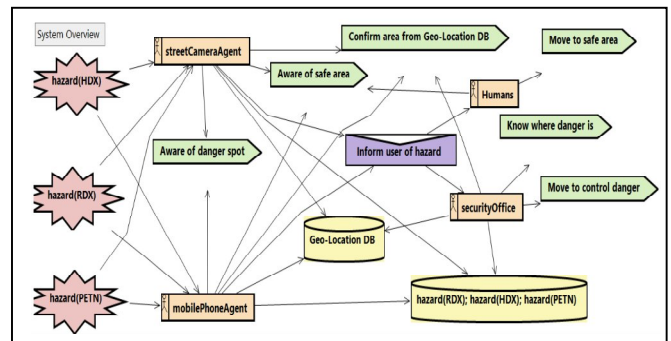 System Overview
streetCameraAgent
Confirm area from Geo-Location DB
Move to safe area
hazard(HDX)
Aware of safe area
Humans
Know where danger is
Aware of danger spot
Inform user of hazard
hazard(RDX)
Move to control danger
securityOffice
Geo-Location DB
hazard(PETN)
mobilePhoneAgent
hazard(RDX); hazard(HDX); hazard(PETN)